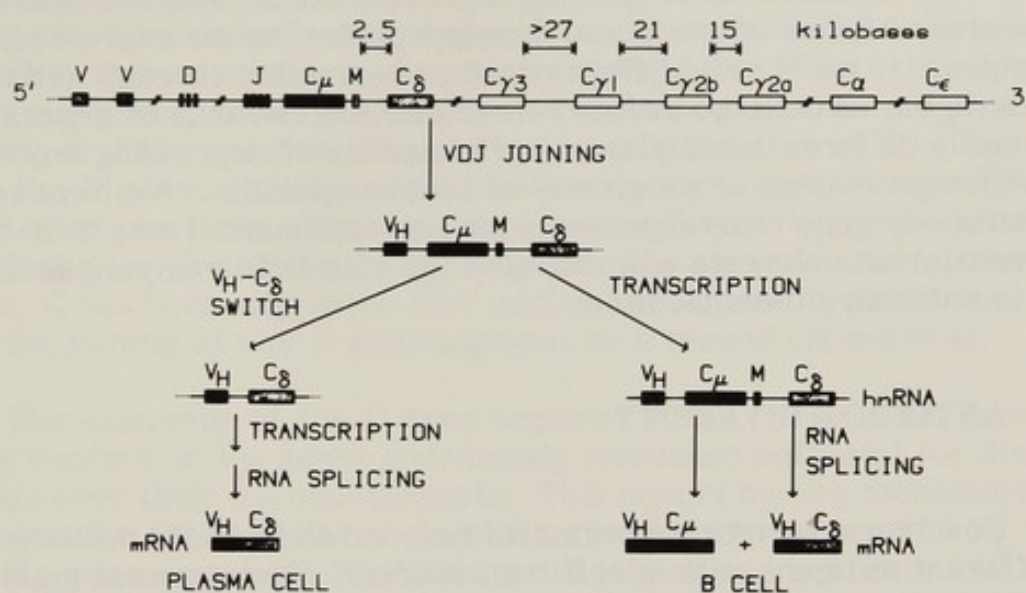 2.5 >27 21 15 kilobases
V V D J Cμ M Cδ Cγ3 Cγ1 Cγ2b Cγ2a Cα Cε
5' 3'
VDJ JOINING
VH Cμ M Cδ
VH-Cδ
SWITCH
TRANSCRIPTION
VH Cδ
VH Cμ M Cδ
hnRNA
TRANSCRIPTION
RNA
SPLICING
RNA SPLICING
VH Cδ
VH Cμ VH Cδ
mRNA + mRNA
PLASMA CELL B CELL